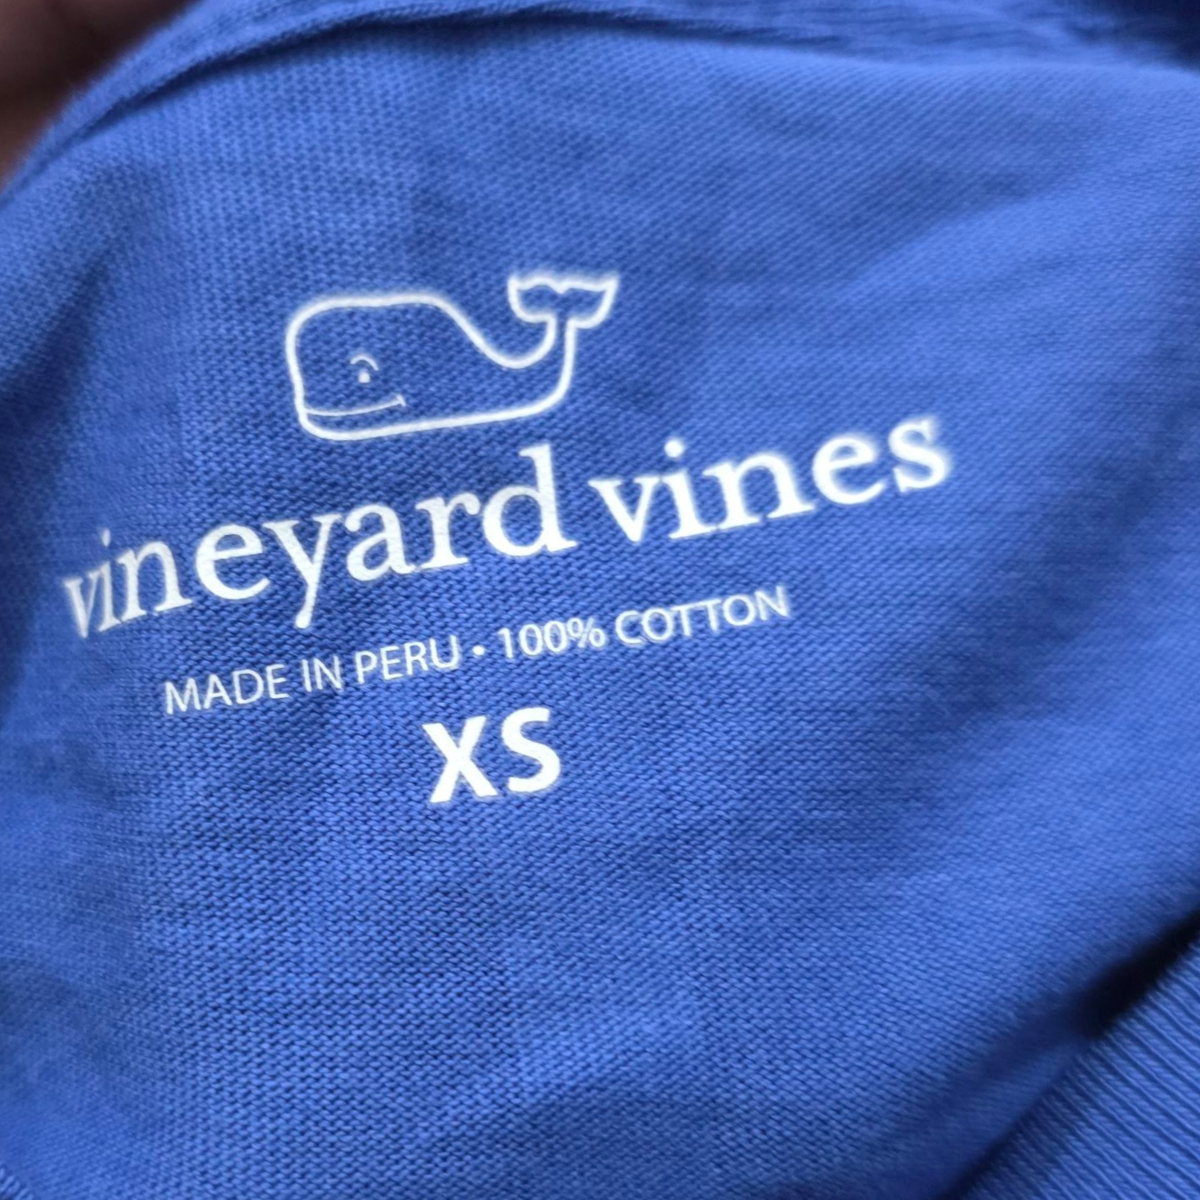 vineyard vines
MADE IN PERU • 100% COTTON
XS